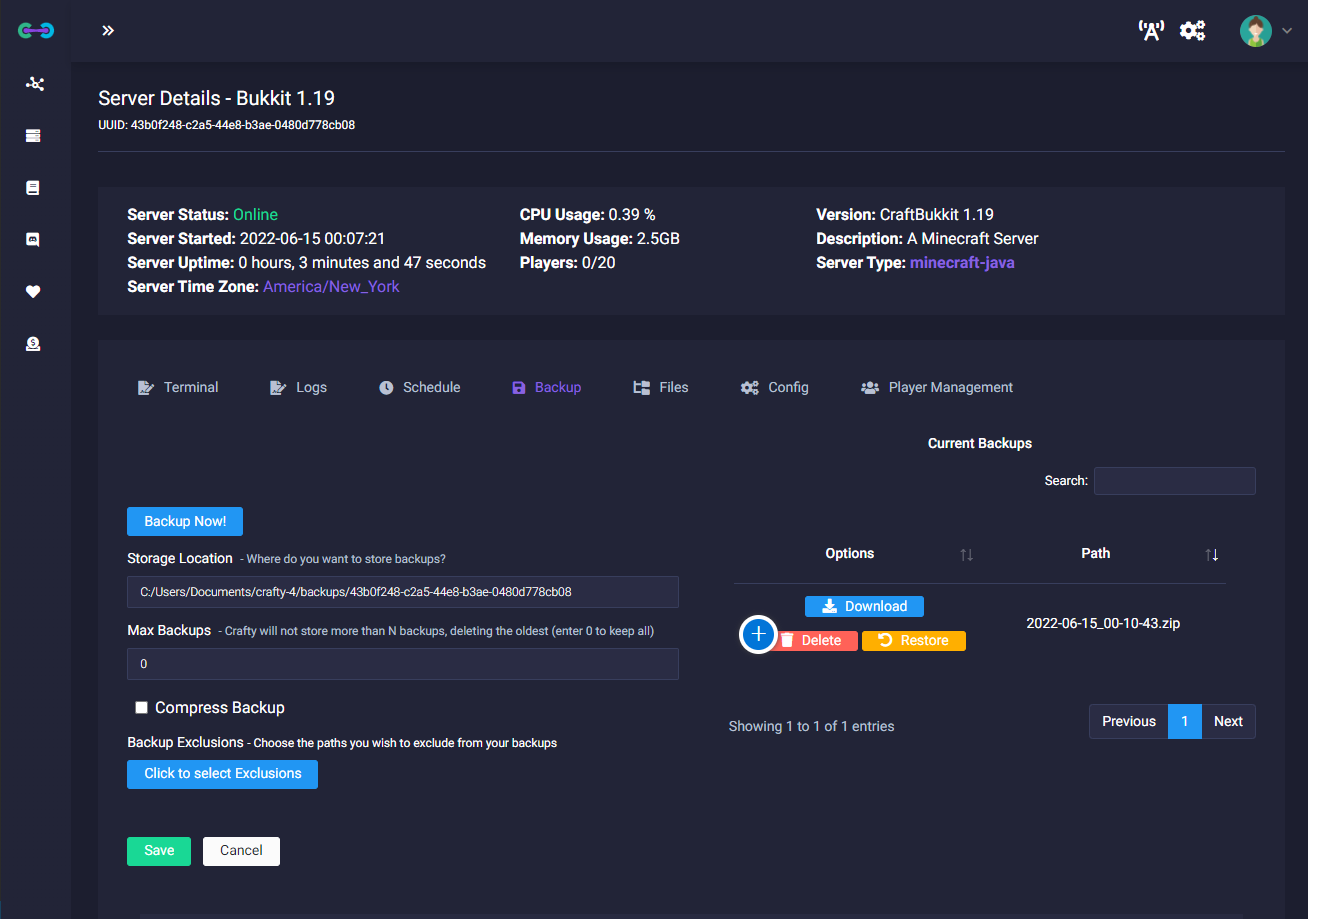 Server Details - Bukkit 1.19
UUID: 43b0f248-c2a5-44e8-b3ae-0480d778cb08
Server Status: Online
Server Started: 2022-06-15 00:07:21
Server Uptime: 0 hours, 3 minutes and 47 seconds
Server Time Zone: America/New_York
CPU Usage: 0.39 %
Memory Usage: 2.5GB
Players: 0/20
Version: CraftBukkit 1.19
Description: A Minecraft Server
Server Type: minecraft-java
Terminal Logs Schedule Backup Files Config Player Management
Backup Now!
Storage Location - Where do you want to store backups?
C:/Users/Documents/crafty-4/backups/43b0f248-c2a5-44e8-b3ae-0480d778cb08
Max Backups - Crafty will not store more than N backups, deleting the oldest (enter 0 to keep all)
0
Compress Backup
Backup Exclusions - Choose the paths you wish to exclude from your backups
Click to select Exclusions
Save Cancel
Current Backups
Search:
Options Path
Download
Delete Restore
2022-06-15_00-10-43.zip
Showing 1 to 1 of 1 entries
Previous 1 Next